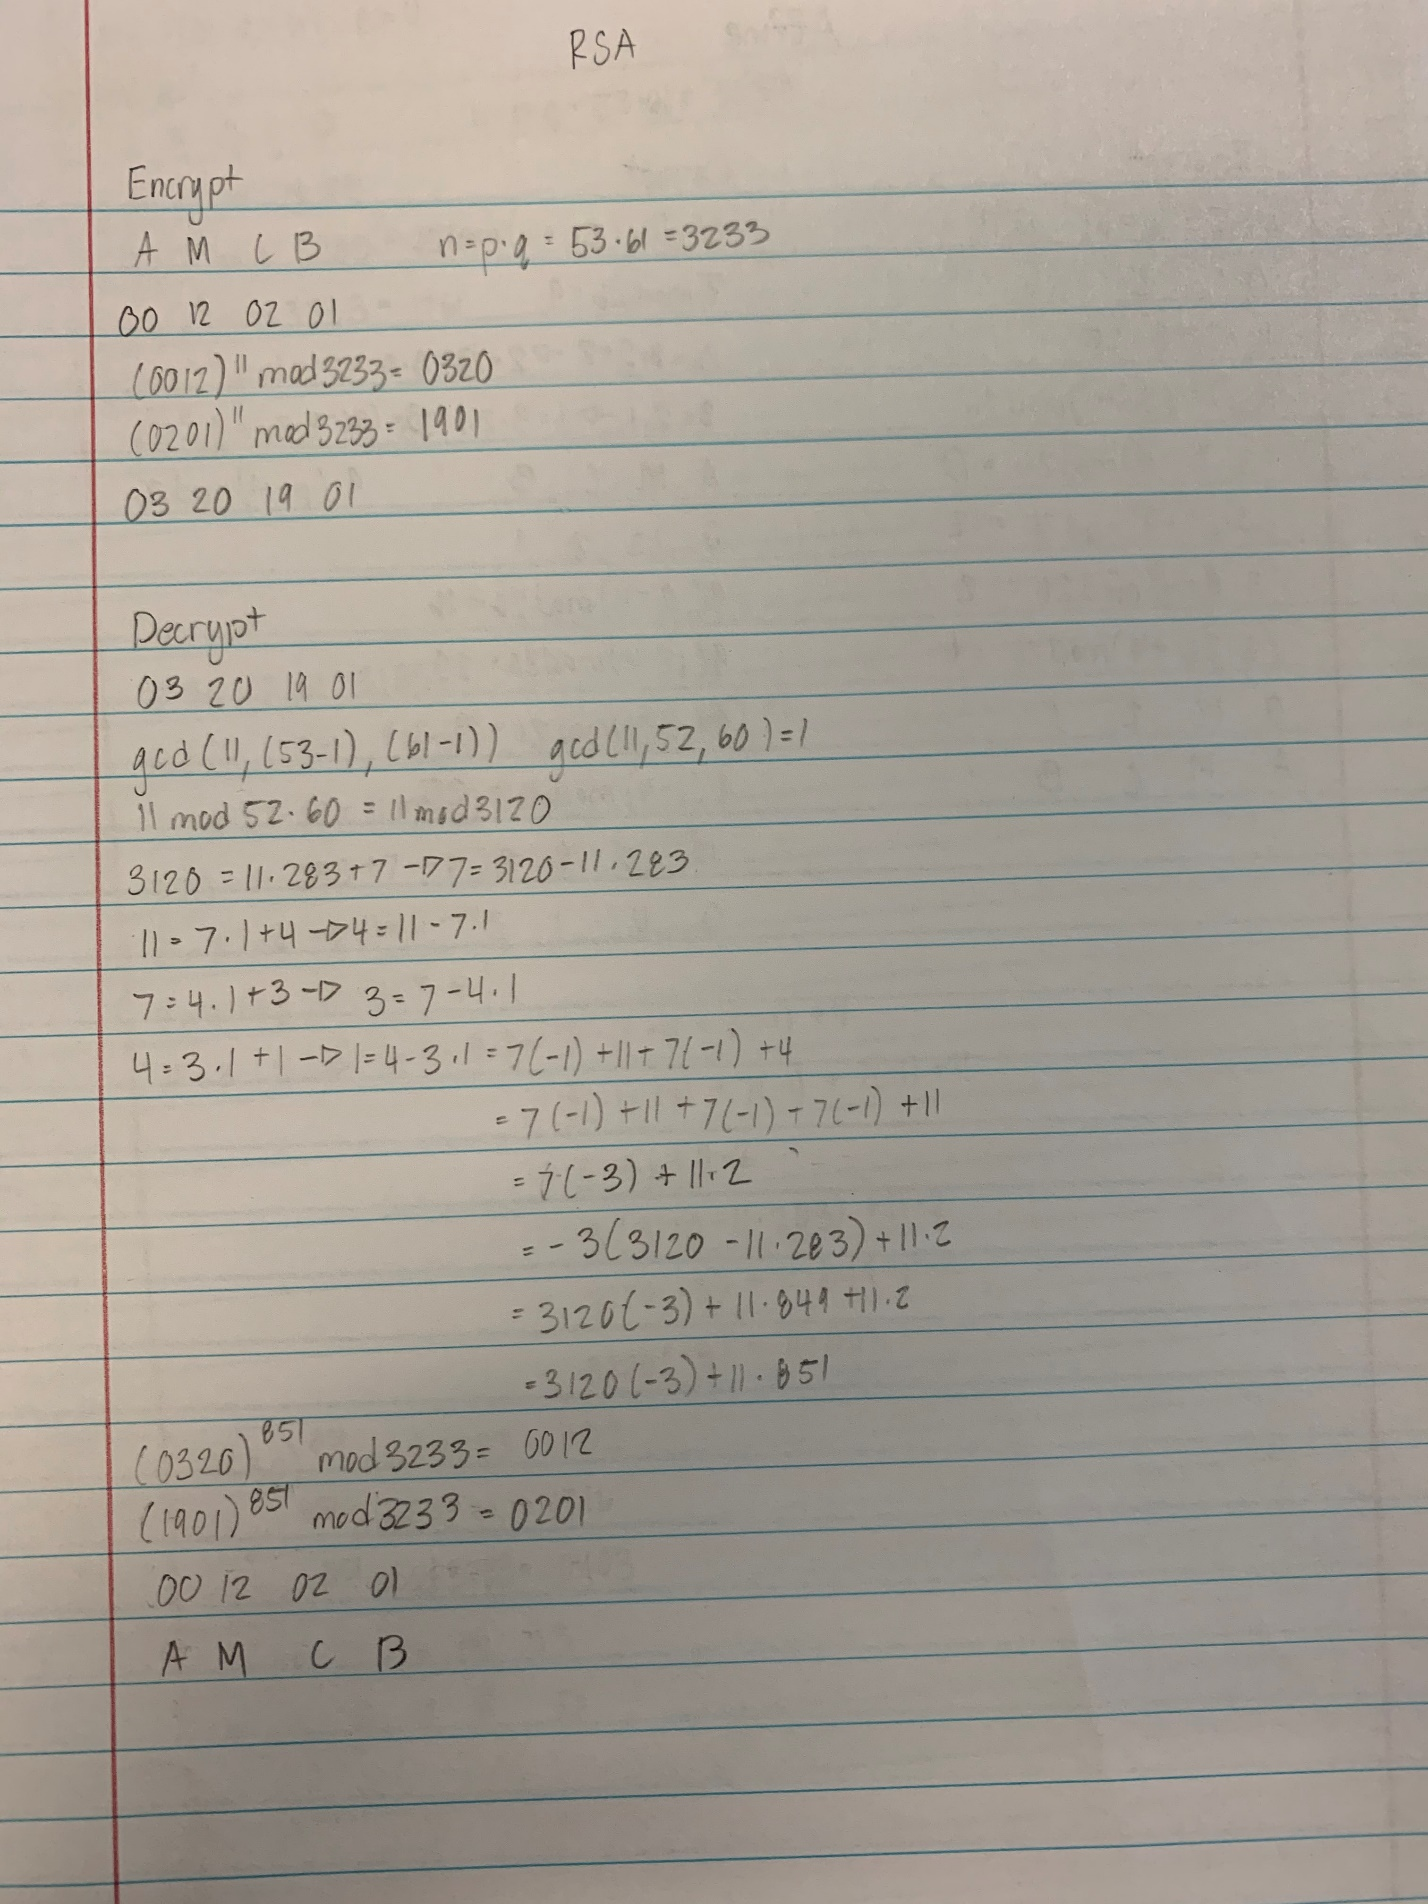 RSA
Encrypt
A M C B n=p·q = 53·61 =3233
00 12 02 01
(0012)^11 mod 3233= 0320
(0201)^11 mod 3233= 1901
03 20 19 01
Decrypt
03 20 19 01
gcd(11,(53-1),(61-1)) gcd(11,52,60)=1
11 mod 52·60 = 11 mod 3120
3120 = 11·283+7 → 7=3120-11·283
11=7·1+4 → 4=11-7·1
7=4·1+3 → 3=7-4·1
4=3·1+1 → 1=4-3·1 = 7(-1)+11+7(-1)+4
= 7(-1)+11+7(-1)+7(-1)+11
= 7(-3)+11·2
= -3(3120-11·283)+11·2
= 3120(-3)+11·849+11·2
= 3120(-3)+11·851
(0320)^851 mod 3233= 0012
(1901)^851 mod 3233 = 0201
00 12 02 01
A M C B